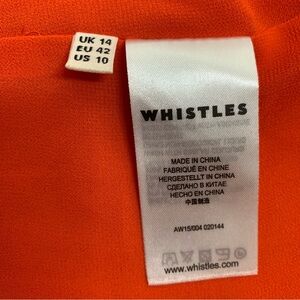 UK 14
EU 42
US 10
WHISTLES
MADE IN CHINA
FABRIQUÉ EN CHINE
HERGESTELLT IN CHINA
СДЕЛАНО В КИТАЕ
HECHO EN CHINA
中国制造
AW15/004 020144
www.whistles.com